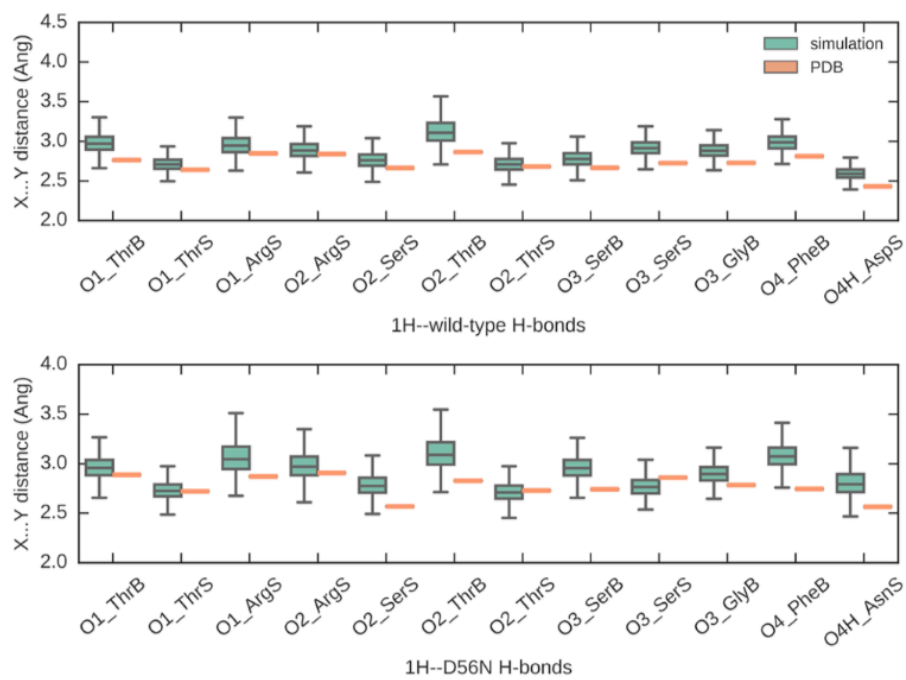 4.5
4.0
3.5
3.0
2.5
2.0
X...Y distance (Ang)
simulation
PDB
O1_ThrB
O1_ThrS
O1_ArgS
O2_ArgS
O2_SerS
O2_ThrB
O2_ThrS
O3_SerB
O3_SerS
O3_GlyB
O4_PheB
O4H_AspS
1H--wild-type H-bonds
4.0
3.5
3.0
2.5
2.0
X...Y distance (Ang)
O1_ThrB
O1_ThrS
O1_ArgS
O2_ArgS
O2_SerS
O2_ThrB
O2_ThrS
O3_SerB
O3_SerS
O3_GlyB
O4_PheB
O4H_AsnS
1H--D56N H-bonds